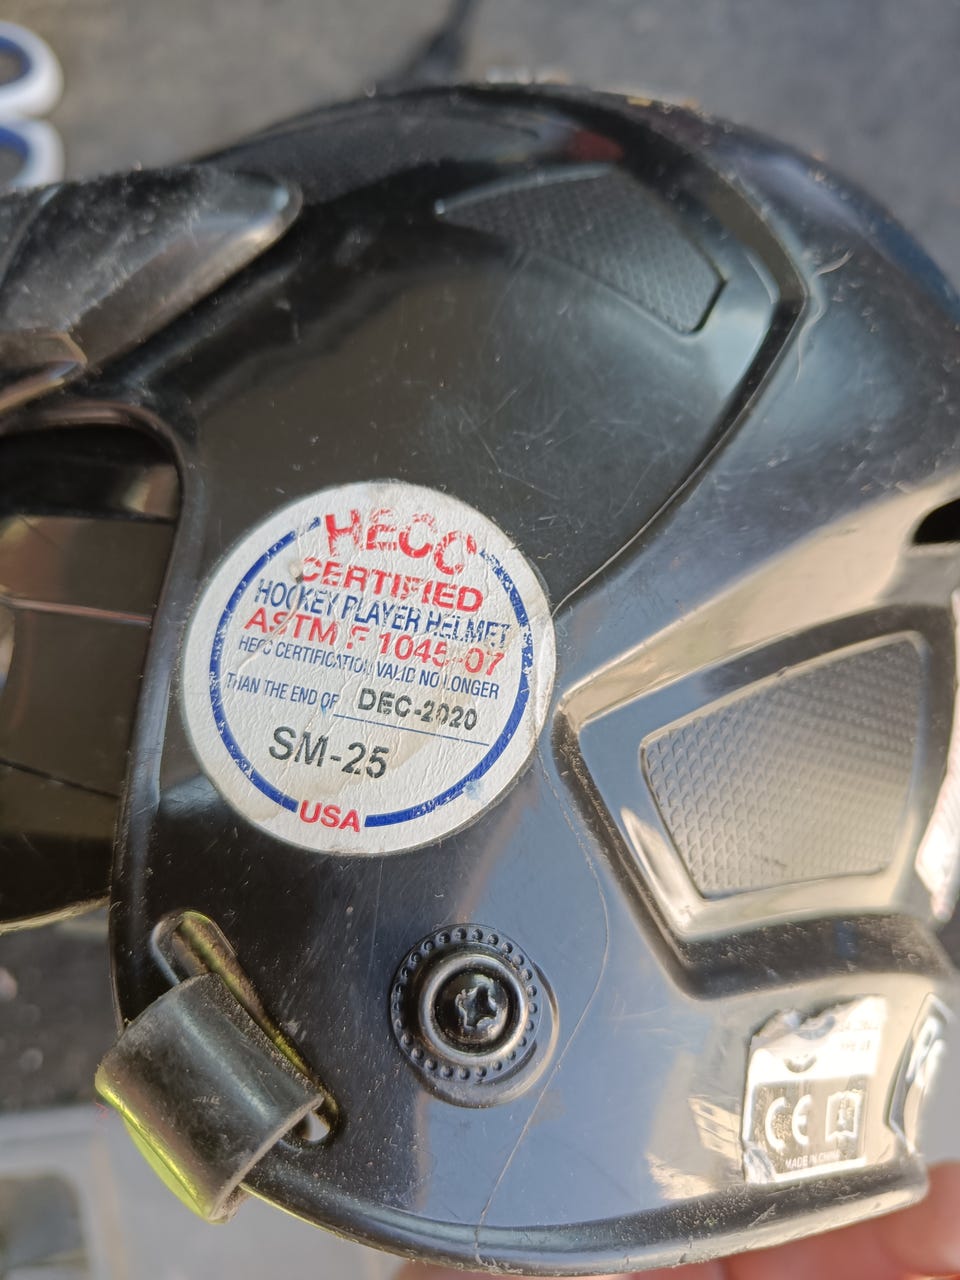 HECC
CERTIFIED
HOCKEY PLAYER HELMET
ASTM F 1045-07
HECC CERTIFICATION VALID NO LONGER
THAN THE END OF DEC-2020
SM-25
USA
CE
MADE IN CHINA